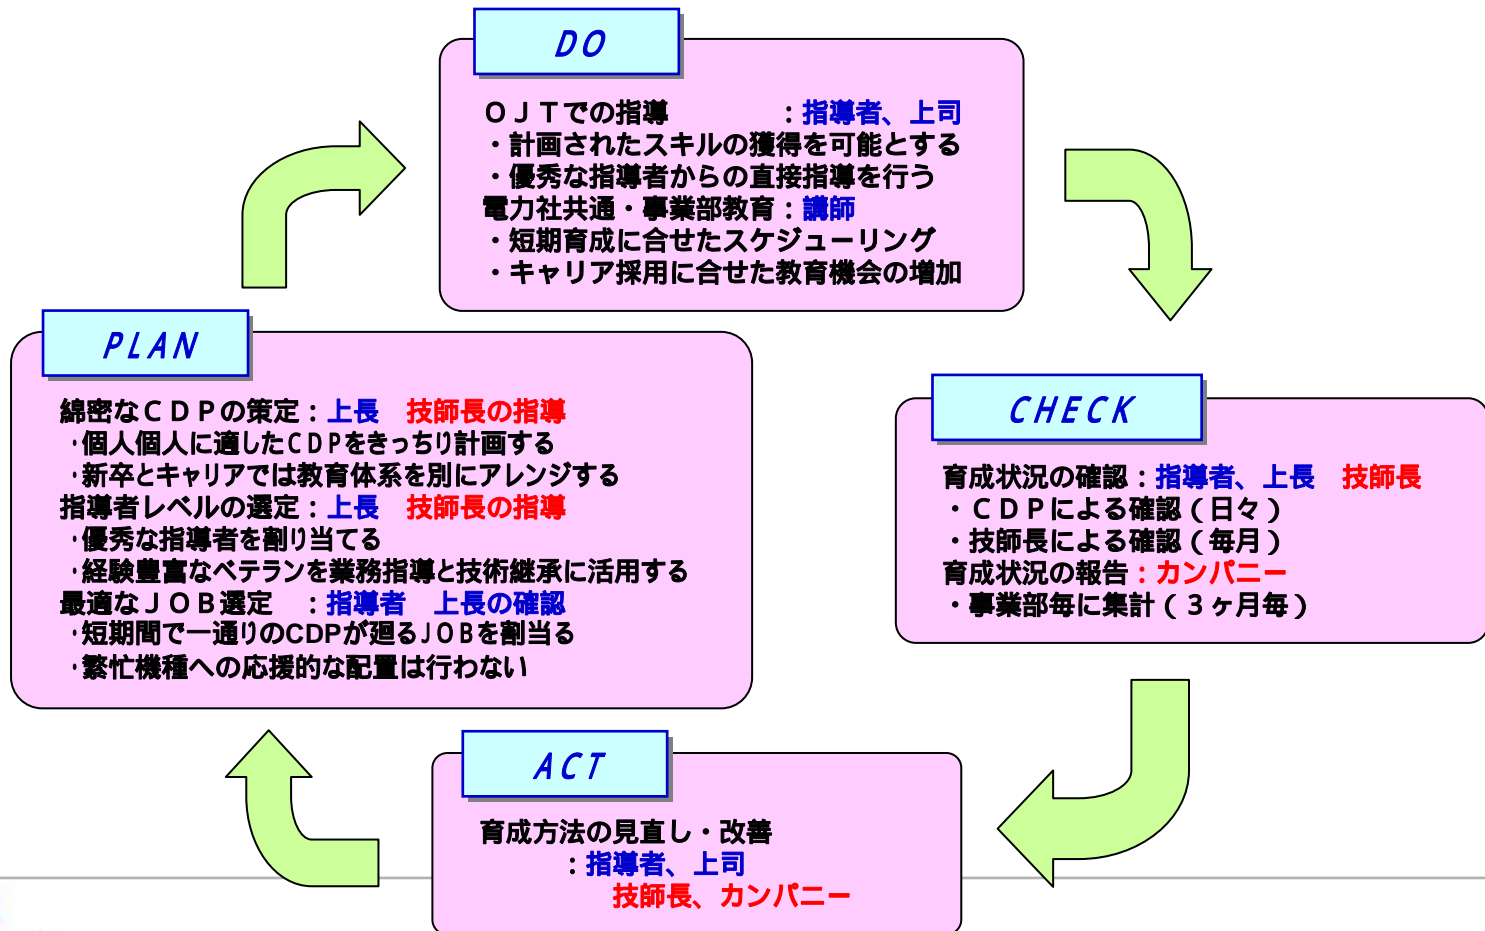 DO
ＯＪＴでの指導　　　　：指導者、上司
・計画されたスキルの獲得を可能とする
・優秀な指導者からの直接指導を行う
電力社共通・事業部教育：講師
・短期育成に合せたスケジューリング
・キャリア採用に合せた教育機会の増加
PLAN
綿密なＣＤＰの策定：上長　技師長の指導
・個人個人に適したCDPをきっちり計画する
・新卒とキャリアでは教育体系を別にアレンジする
指導者レベルの選定：上長　技師長の指導
・優秀な指導者を割り当てる
・経験豊富なベテランを業務指導と技術継承に活用する
最適なＪＯＢ選定　：指導者　上長の確認
・短期間で一通りのCDPが廻るJOBを割当る
・繁忙機種への応援的な配置は行わない
CHECK
育成状況の確認：指導者、上長　技師長
・ＣＤＰによる確認（日々）
・技師長による確認（毎月）
育成状況の報告：カンパニー
・事業部毎に集計（３ヶ月毎）
ACT
育成方法の見直し・改善
：指導者、上司
技師長、カンパニー